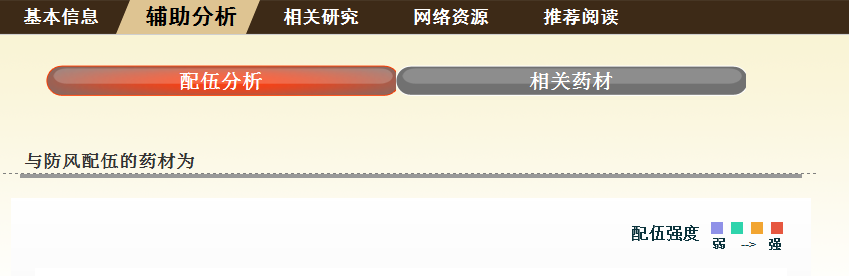 基本信息 辅助分析 相关研究 网络资源 推荐阅读
配伍分析 相关药材
与防风配伍的药材为
配伍强度
弱 --> 强